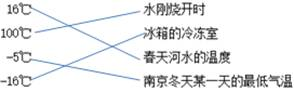 16℃ 水刚烧开时
100℃ 冰箱的冷冻室
-5℃ 春天河水的温度
-16℃ 南京冬天某一天的最低气温